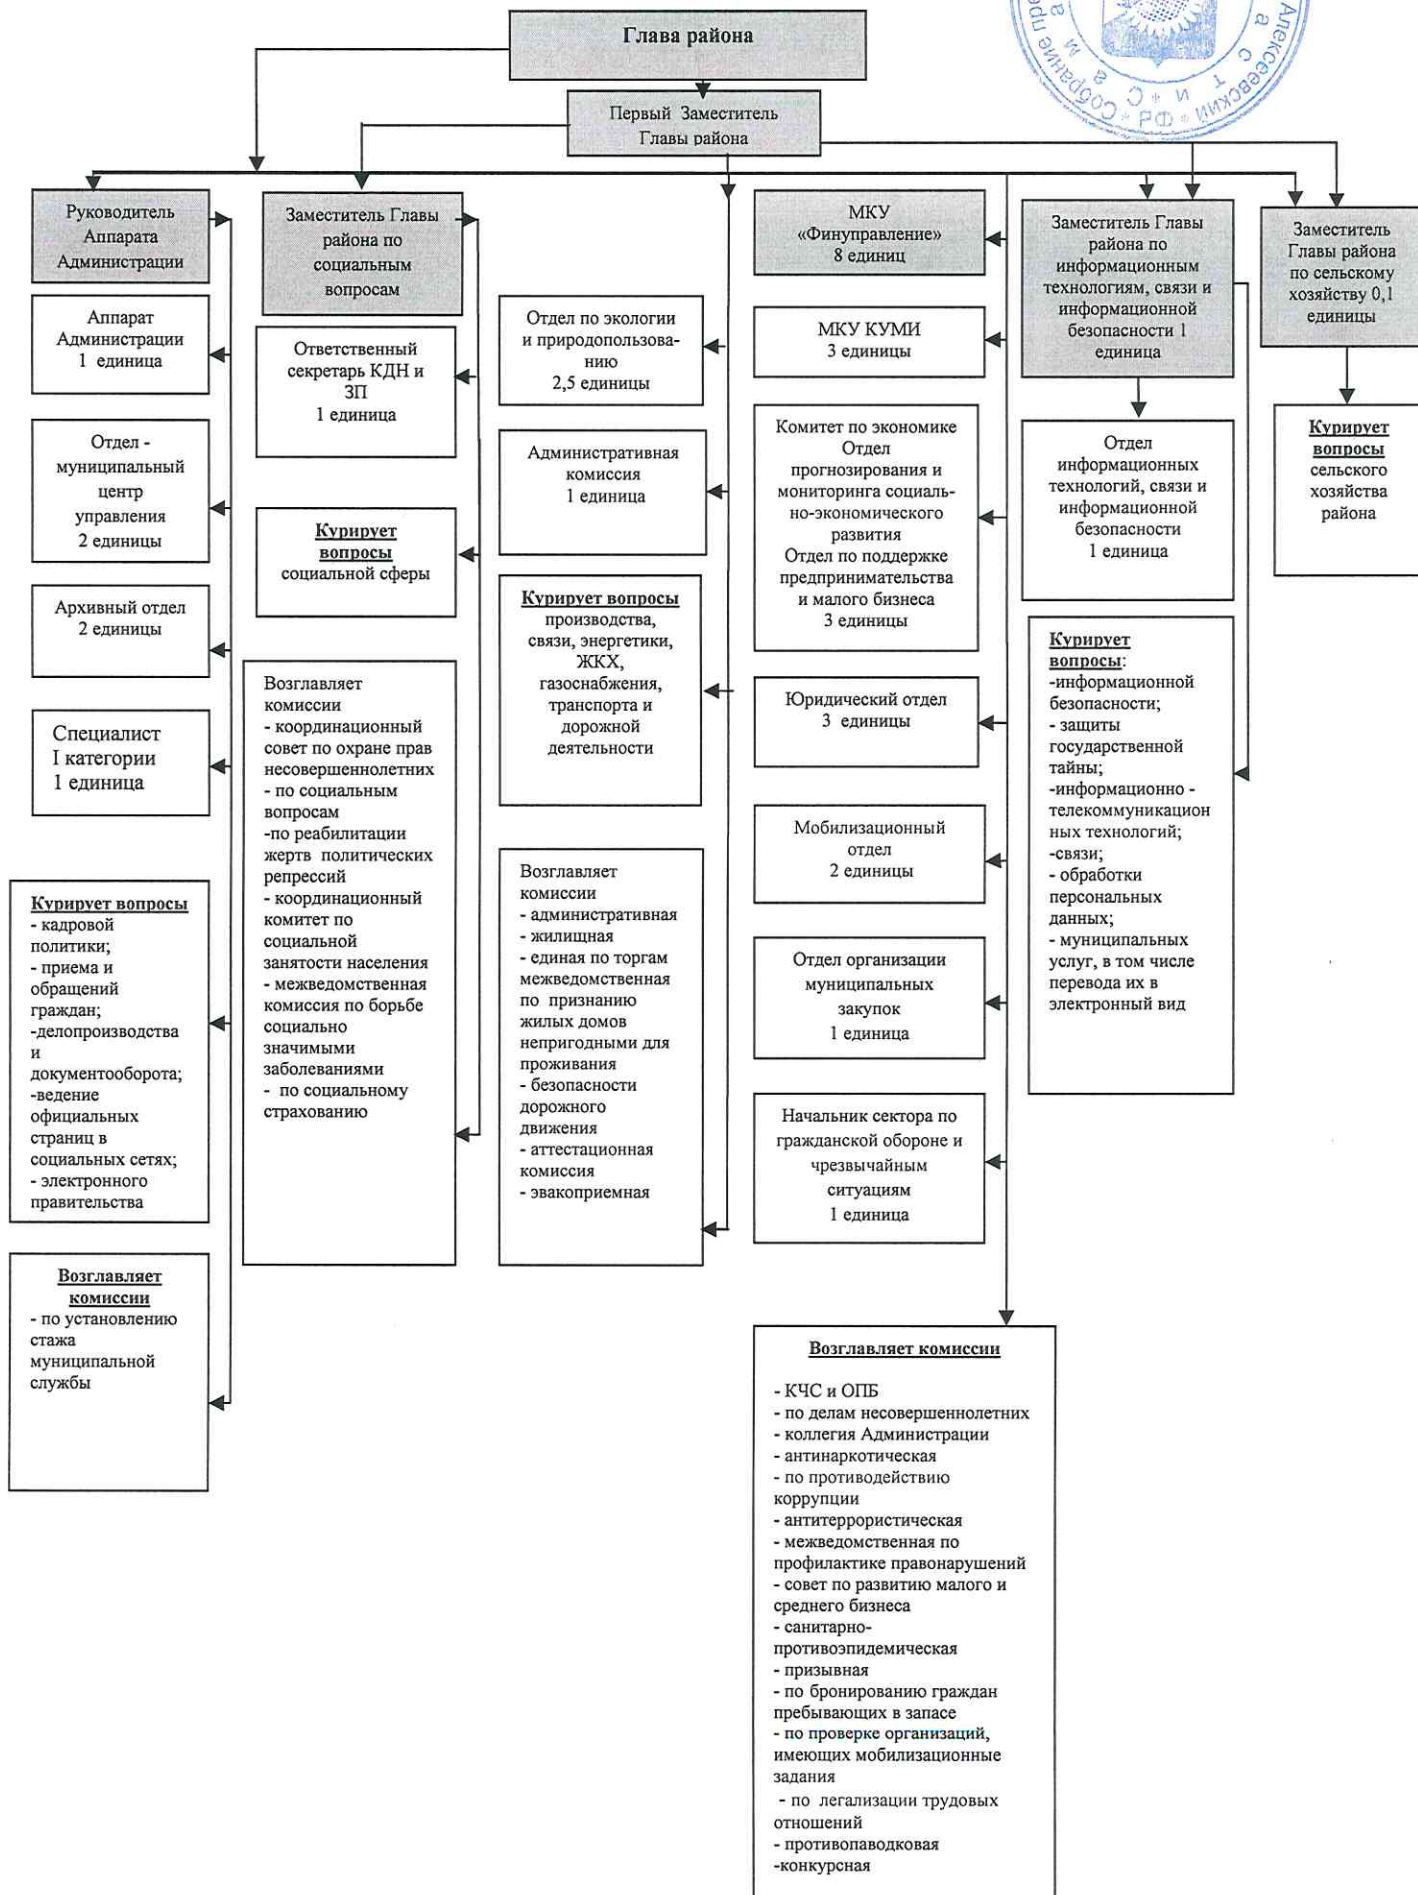 Глава района
Алексеевский
Собрание
РФ
Первый Заместитель
Главы района
Руководитель
Аппарата
Администрации
Аппарат
Администрации
1 единица
Отдел -
муниципальный
центр
управления
2 единицы
Архивный отдел
2 единицы
Специалист
I категории
1 единица
Курирует вопросы
- кадровой
политики;
- приема и
обращений
граждан;
-делопроизводства
и
документооборота;
-ведение
официальных
страниц в
социальных сетях;
- электронного
правительства
Возглавляет
комиссии
- по установлению
стажа
муниципальной
службы
Заместитель Главы
района по
социальным
вопросам
Ответственный
секретарь КДН и
ЗП
1 единица
Курирует
вопросы
социальной сферы
Возглавляет
комиссии
- координационный
совет по охране прав
несовершеннолетних
- по социальным
вопросам
-по реабилитации
жертв политических
репрессий
- координационный
комитет по
социальной
занятости населения
- межведомственная
комиссия по борьбе
социально
значимыми
заболеваниями
- по социальному
страхованию
Отдел по экологии
и природопользова-
нию
2,5 единицы
Административная
комиссия
1 единица
Курирует вопросы
производства,
связи, энергетики,
ЖКХ,
газоснабжения,
транспорта и
дорожной
деятельности
Возглавляет
комиссии
- административная
- жилищная
- единая по торгам
межведомственная
по признанию
жилых домов
непригодными для
проживания
- безопасности
дорожного
движения
- аттестационная
комиссия
- эвакоприемная
МКУ
«Финуправление»
8 единиц
МКУ КУМИ
3 единицы
Комитет по экономике
Отдел
прогнозирования и
мониторинга социаль-
но-экономического
развития
Отдел по поддержке
предпринимательства
и малого бизнеса
3 единицы
Юридический отдел
3 единицы
Мобилизационный
отдел
2 единицы
Отдел организации
муниципальных
закупок
1 единица
Начальник сектора по
гражданской обороне и
чрезвычайным
ситуациям
1 единица
Возглавляет комиссии
- КЧС и ОПБ
- по делам несовершеннолетних
- коллегия Администрации
- антинаркотическая
- по противодействию
коррупции
- антитеррористическая
- межведомственная по
профилактике правонарушений
- совет по развитию малого и
среднего бизнеса
- санитарно-
противоэпидемическая
- призывная
- по бронированию граждан
пребывающих в запасе
- по проверке организаций,
имеющих мобилизационные
задания
- по легализации трудовых
отношений
- противопаводковая
-конкурсная
Заместитель Главы
района по
информационным
технологиям, связи и
информационной
безопасности 1
единица
Отдел
информационных
технологий, связи и
информационной
безопасности
1 единица
Курирует
вопросы:
-информационной
безопасности;
- защиты
государственной
тайны;
-информационно -
телекоммуникацион
ных технологий;
-связи;
- обработки
персональных
данных;
- муниципальных
услуг, в том числе
перевода их в
электронный вид
Заместитель
Главы района
по сельскому
хозяйству 0,1
единицы
Курирует
вопросы
сельского
хозяйства
района